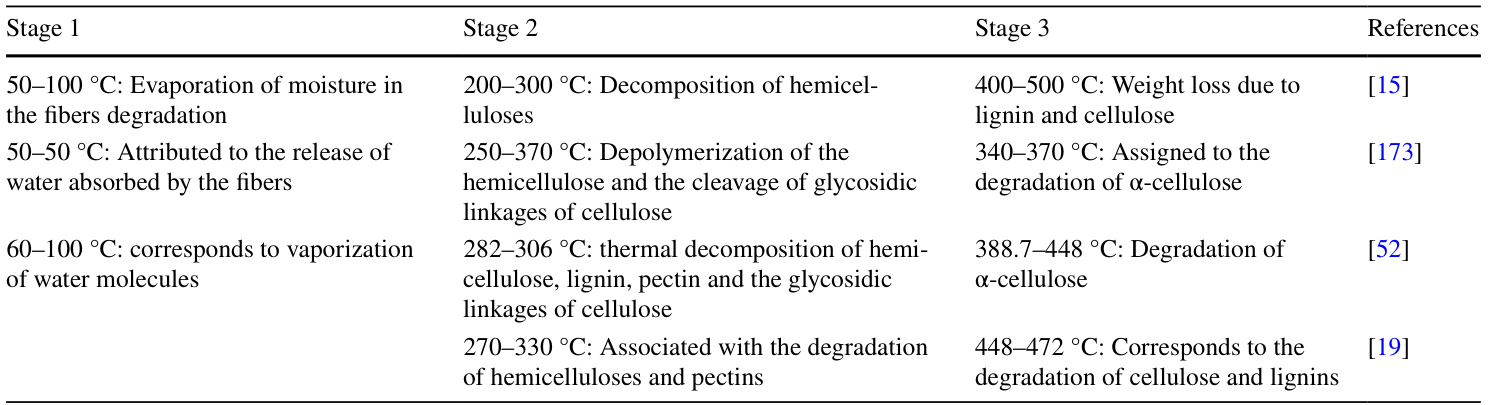 Stage 1 Stage 2 Stage 3 References
50–100 °C: Evaporation of moisture in
the fibers degradation
200–300 °C: Decomposition of hemicel-
luloses
400–500 °C: Weight loss due to
lignin and cellulose
[15]
50–50 °C: Attributed to the release of
water absorbed by the fibers
250–370 °C: Depolymerization of the
hemicellulose and the cleavage of glycosidic
linkages of cellulose
340–370 °C: Assigned to the
degradation of α-cellulose
[173]
60–100 °C: corresponds to vaporization
of water molecules
282–306 °C: thermal decomposition of hemi-
cellulose, lignin, pectin and the glycosidic
linkages of cellulose
388.7–448 °C: Degradation of
α-cellulose
[52]
270–330 °C: Associated with the degradation
of hemicelluloses and pectins
448–472 °C: Corresponds to the
degradation of cellulose and lignins
[19]